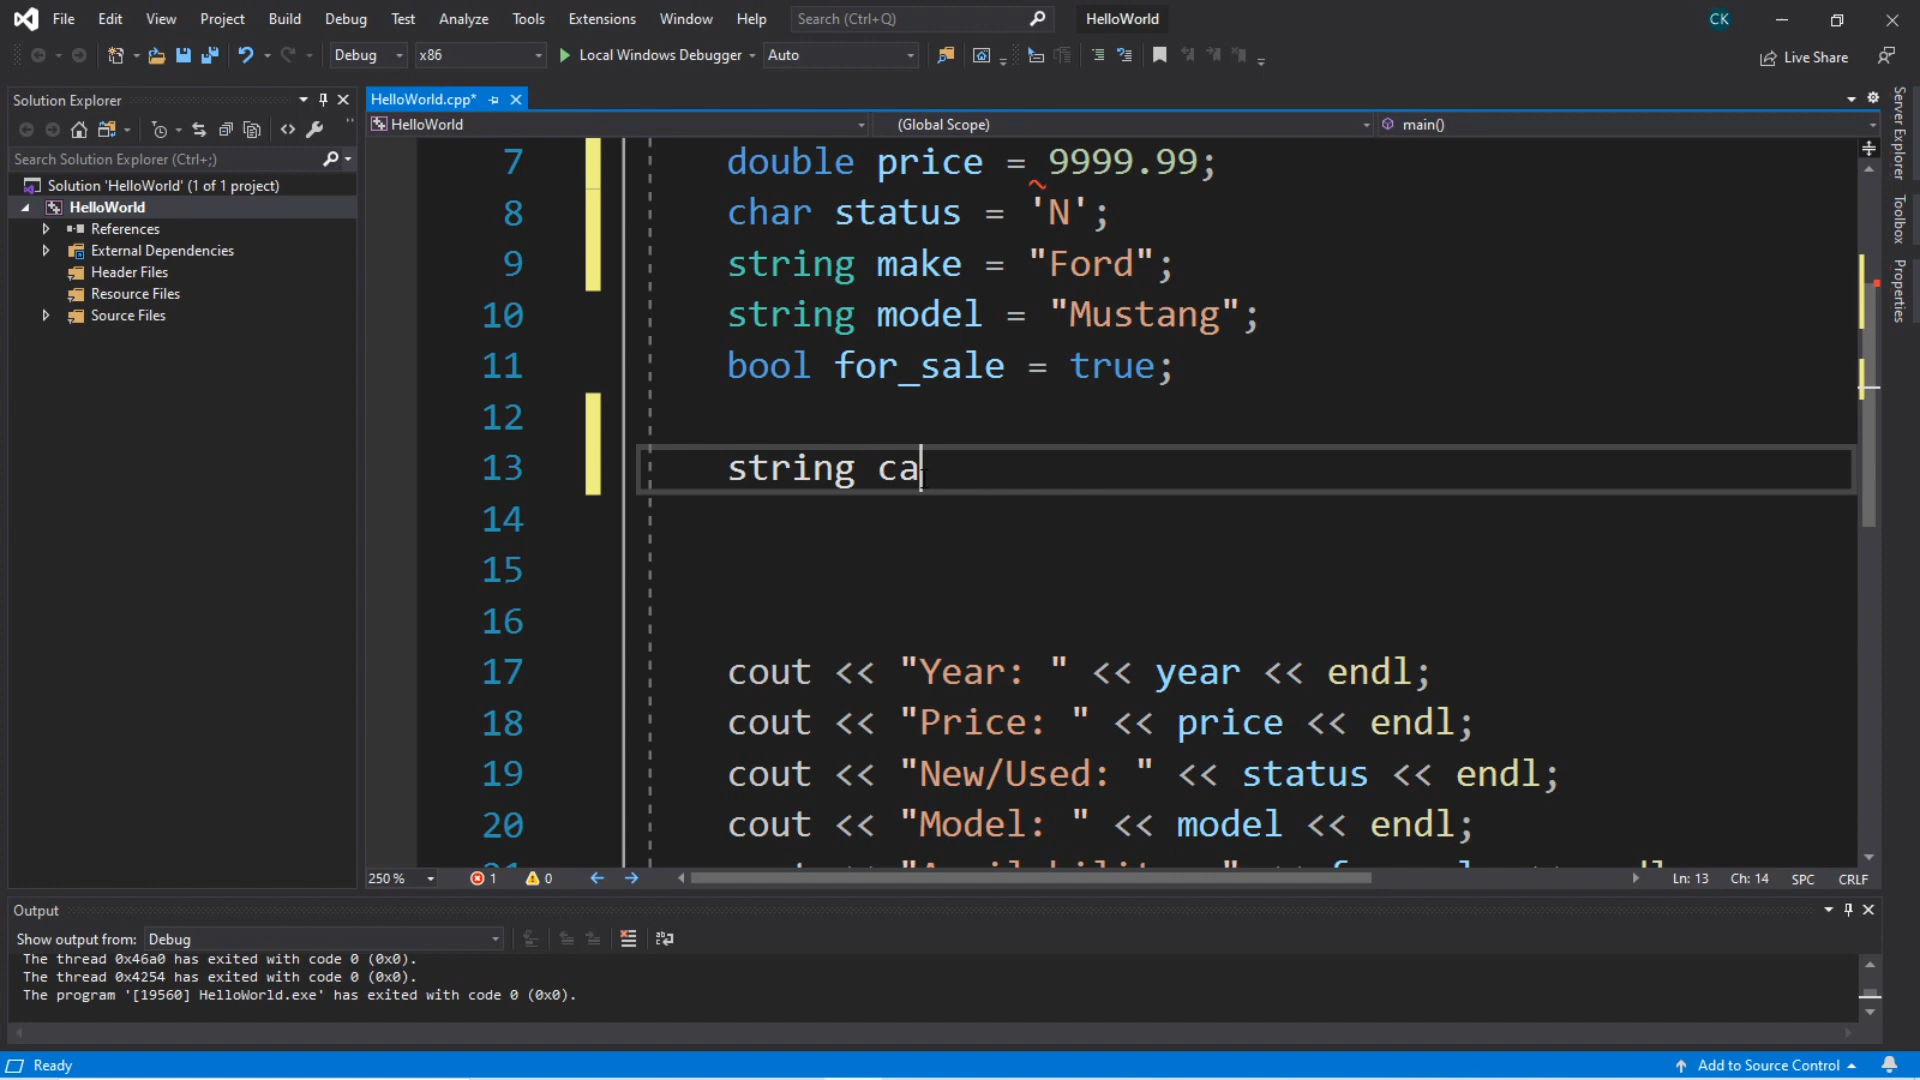 File Edit View Project Build Debug Test Analyze Tools Extensions Window Help Search (Ctrl+Q) HelloWorld CK
Debug x86 Local Windows Debugger Auto Live Share
Solution Explorer
Search Solution Explorer (Ctrl+;)
Solution 'HelloWorld' (1 of 1 project)
HelloWorld
References
External Dependencies
Header Files
Resource Files
Source Files
HelloWorld.cpp*
HelloWorld (Global Scope) main()
7 double price = 9999.99;
8 char status = 'N';
9 string make = "Ford";
10 string model = "Mustang";
11 bool for_sale = true;
12
13 string ca
14
15
16
17 cout << "Year: " << year << endl;
18 cout << "Price: " << price << endl;
19 cout << "New/Used: " << status << endl;
20 cout << "Model: " << model << endl;
250 % 1 0 Ln: 13 Ch: 14 SPC CRLF
Server Explorer
Toolbox
Properties
Output
Show output from: Debug
The thread 0x46a0 has exited with code 0 (0x0).
The thread 0x4254 has exited with code 0 (0x0).
The program '[19560] HelloWorld.exe' has exited with code 0 (0x0).
Ready Add to Source Control